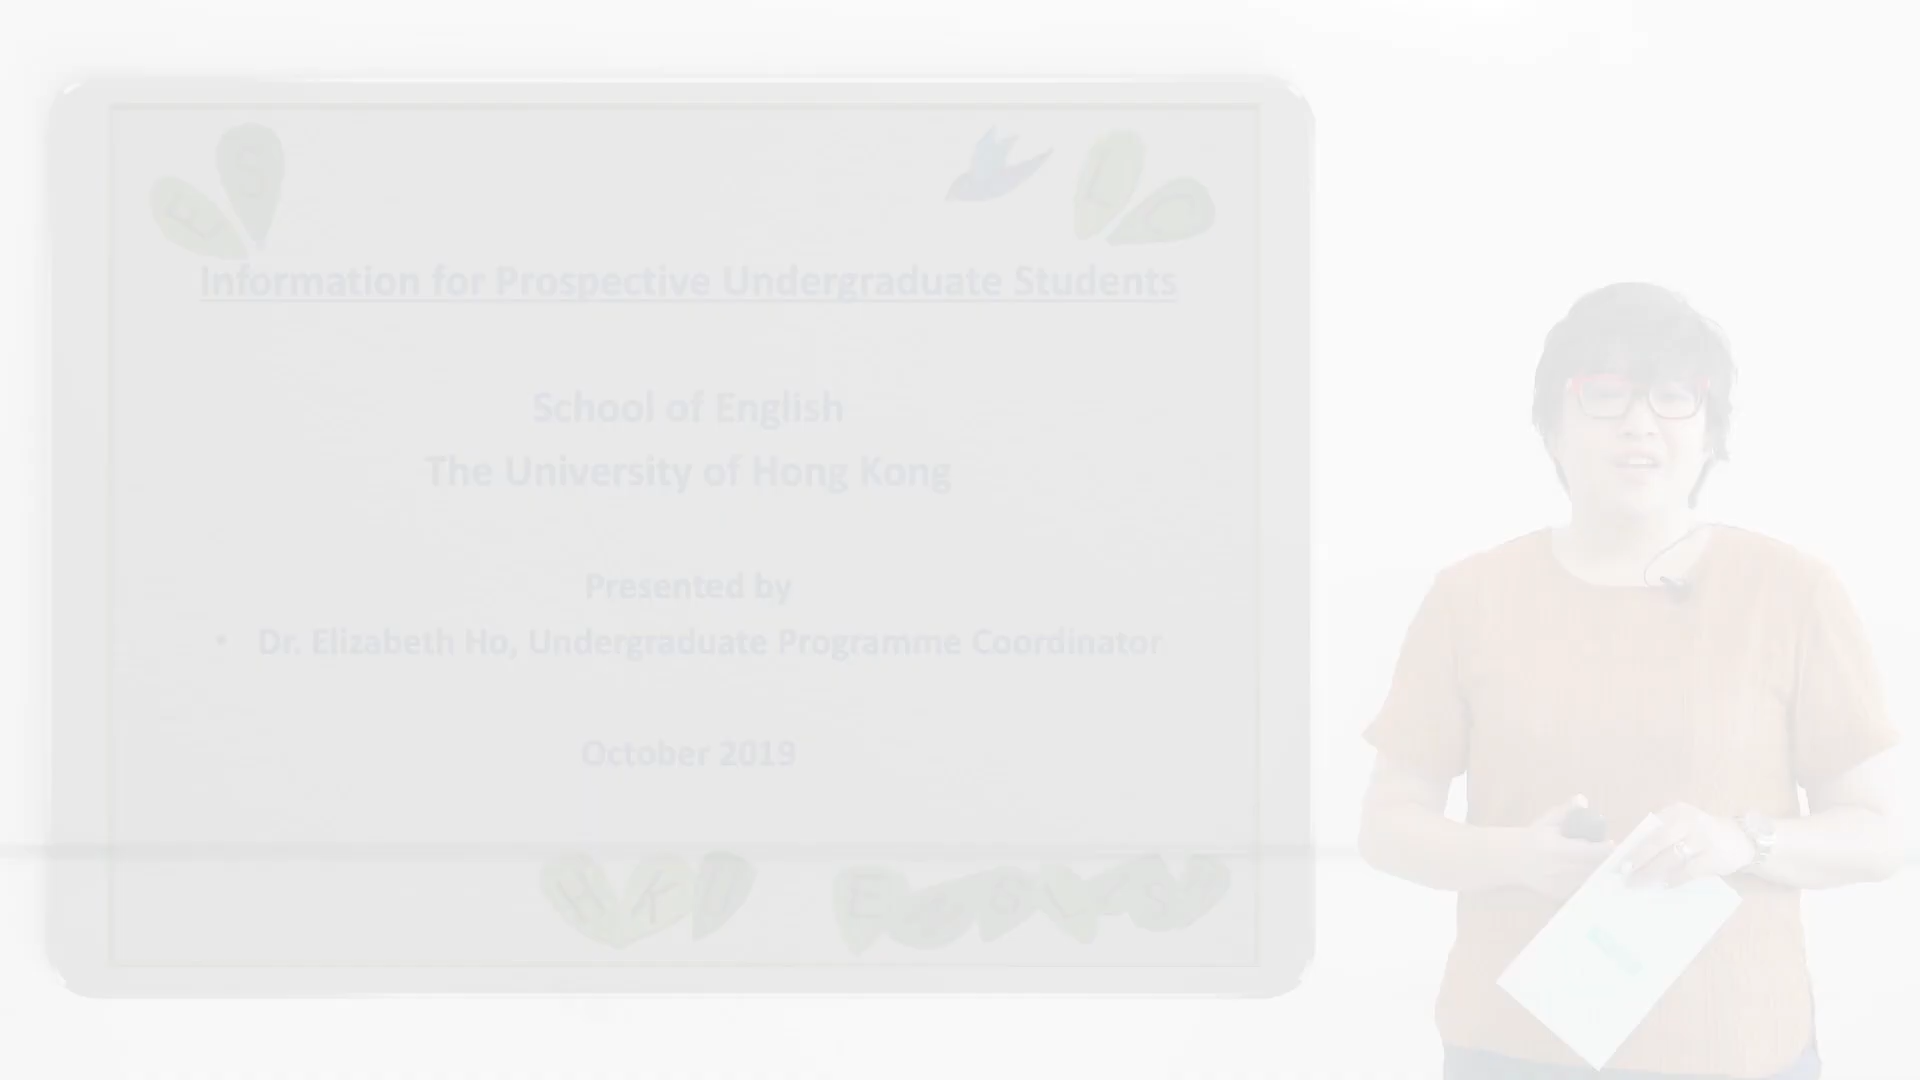 E S L C
Information for Prospective Undergraduate Students
School of English
The University of Hong Kong
Presented by
• Dr. Elizabeth Ho, Undergraduate Programme Coordinator
October 2019
HKU